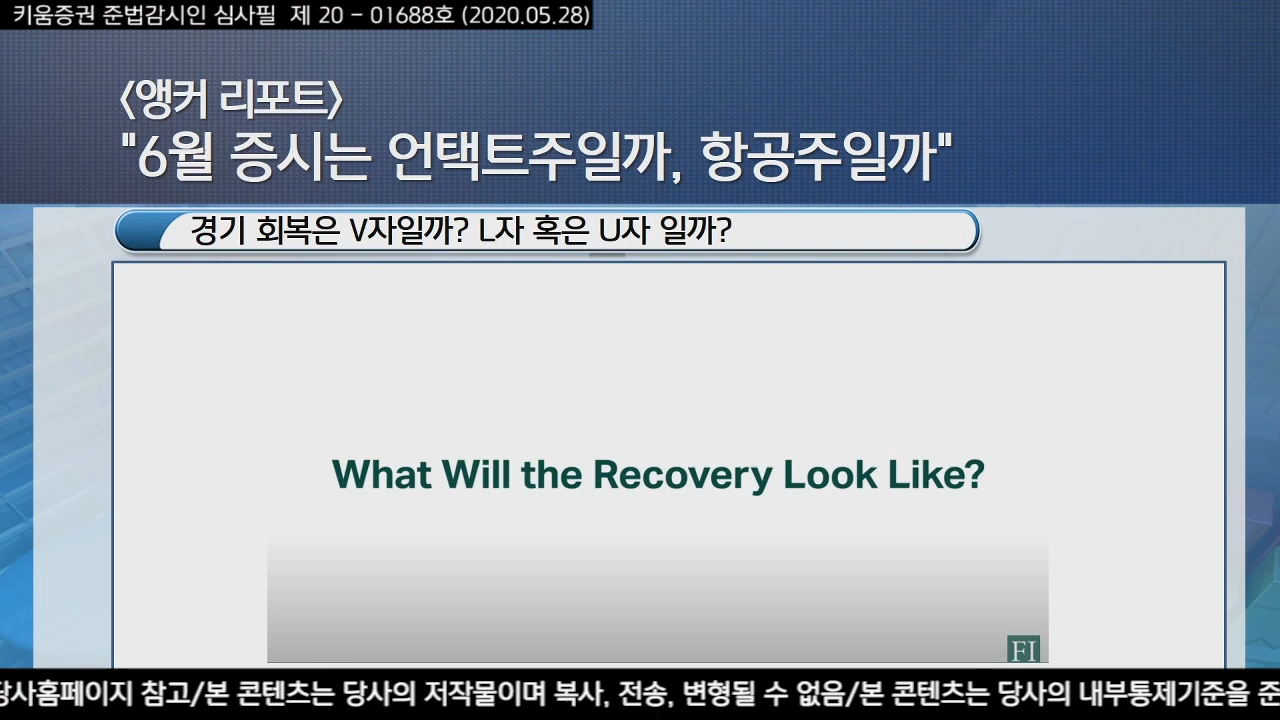 키움증권 준법감시인 심사필 제 20 - 01688호 (2020.05.28)
<앵커 리포트>
"6월 증시는 언택트주일까, 항공주일까"
경기 회복은 V자일까? L자 혹은 U자 일까?
What Will the Recovery Look Like?
FI
당사홈페이지 참고/본 콘텐츠는 당사의 저작물이며 복사, 전송, 변형될 수 없음/본 콘텐츠는 당사의 내부통제기준을 준